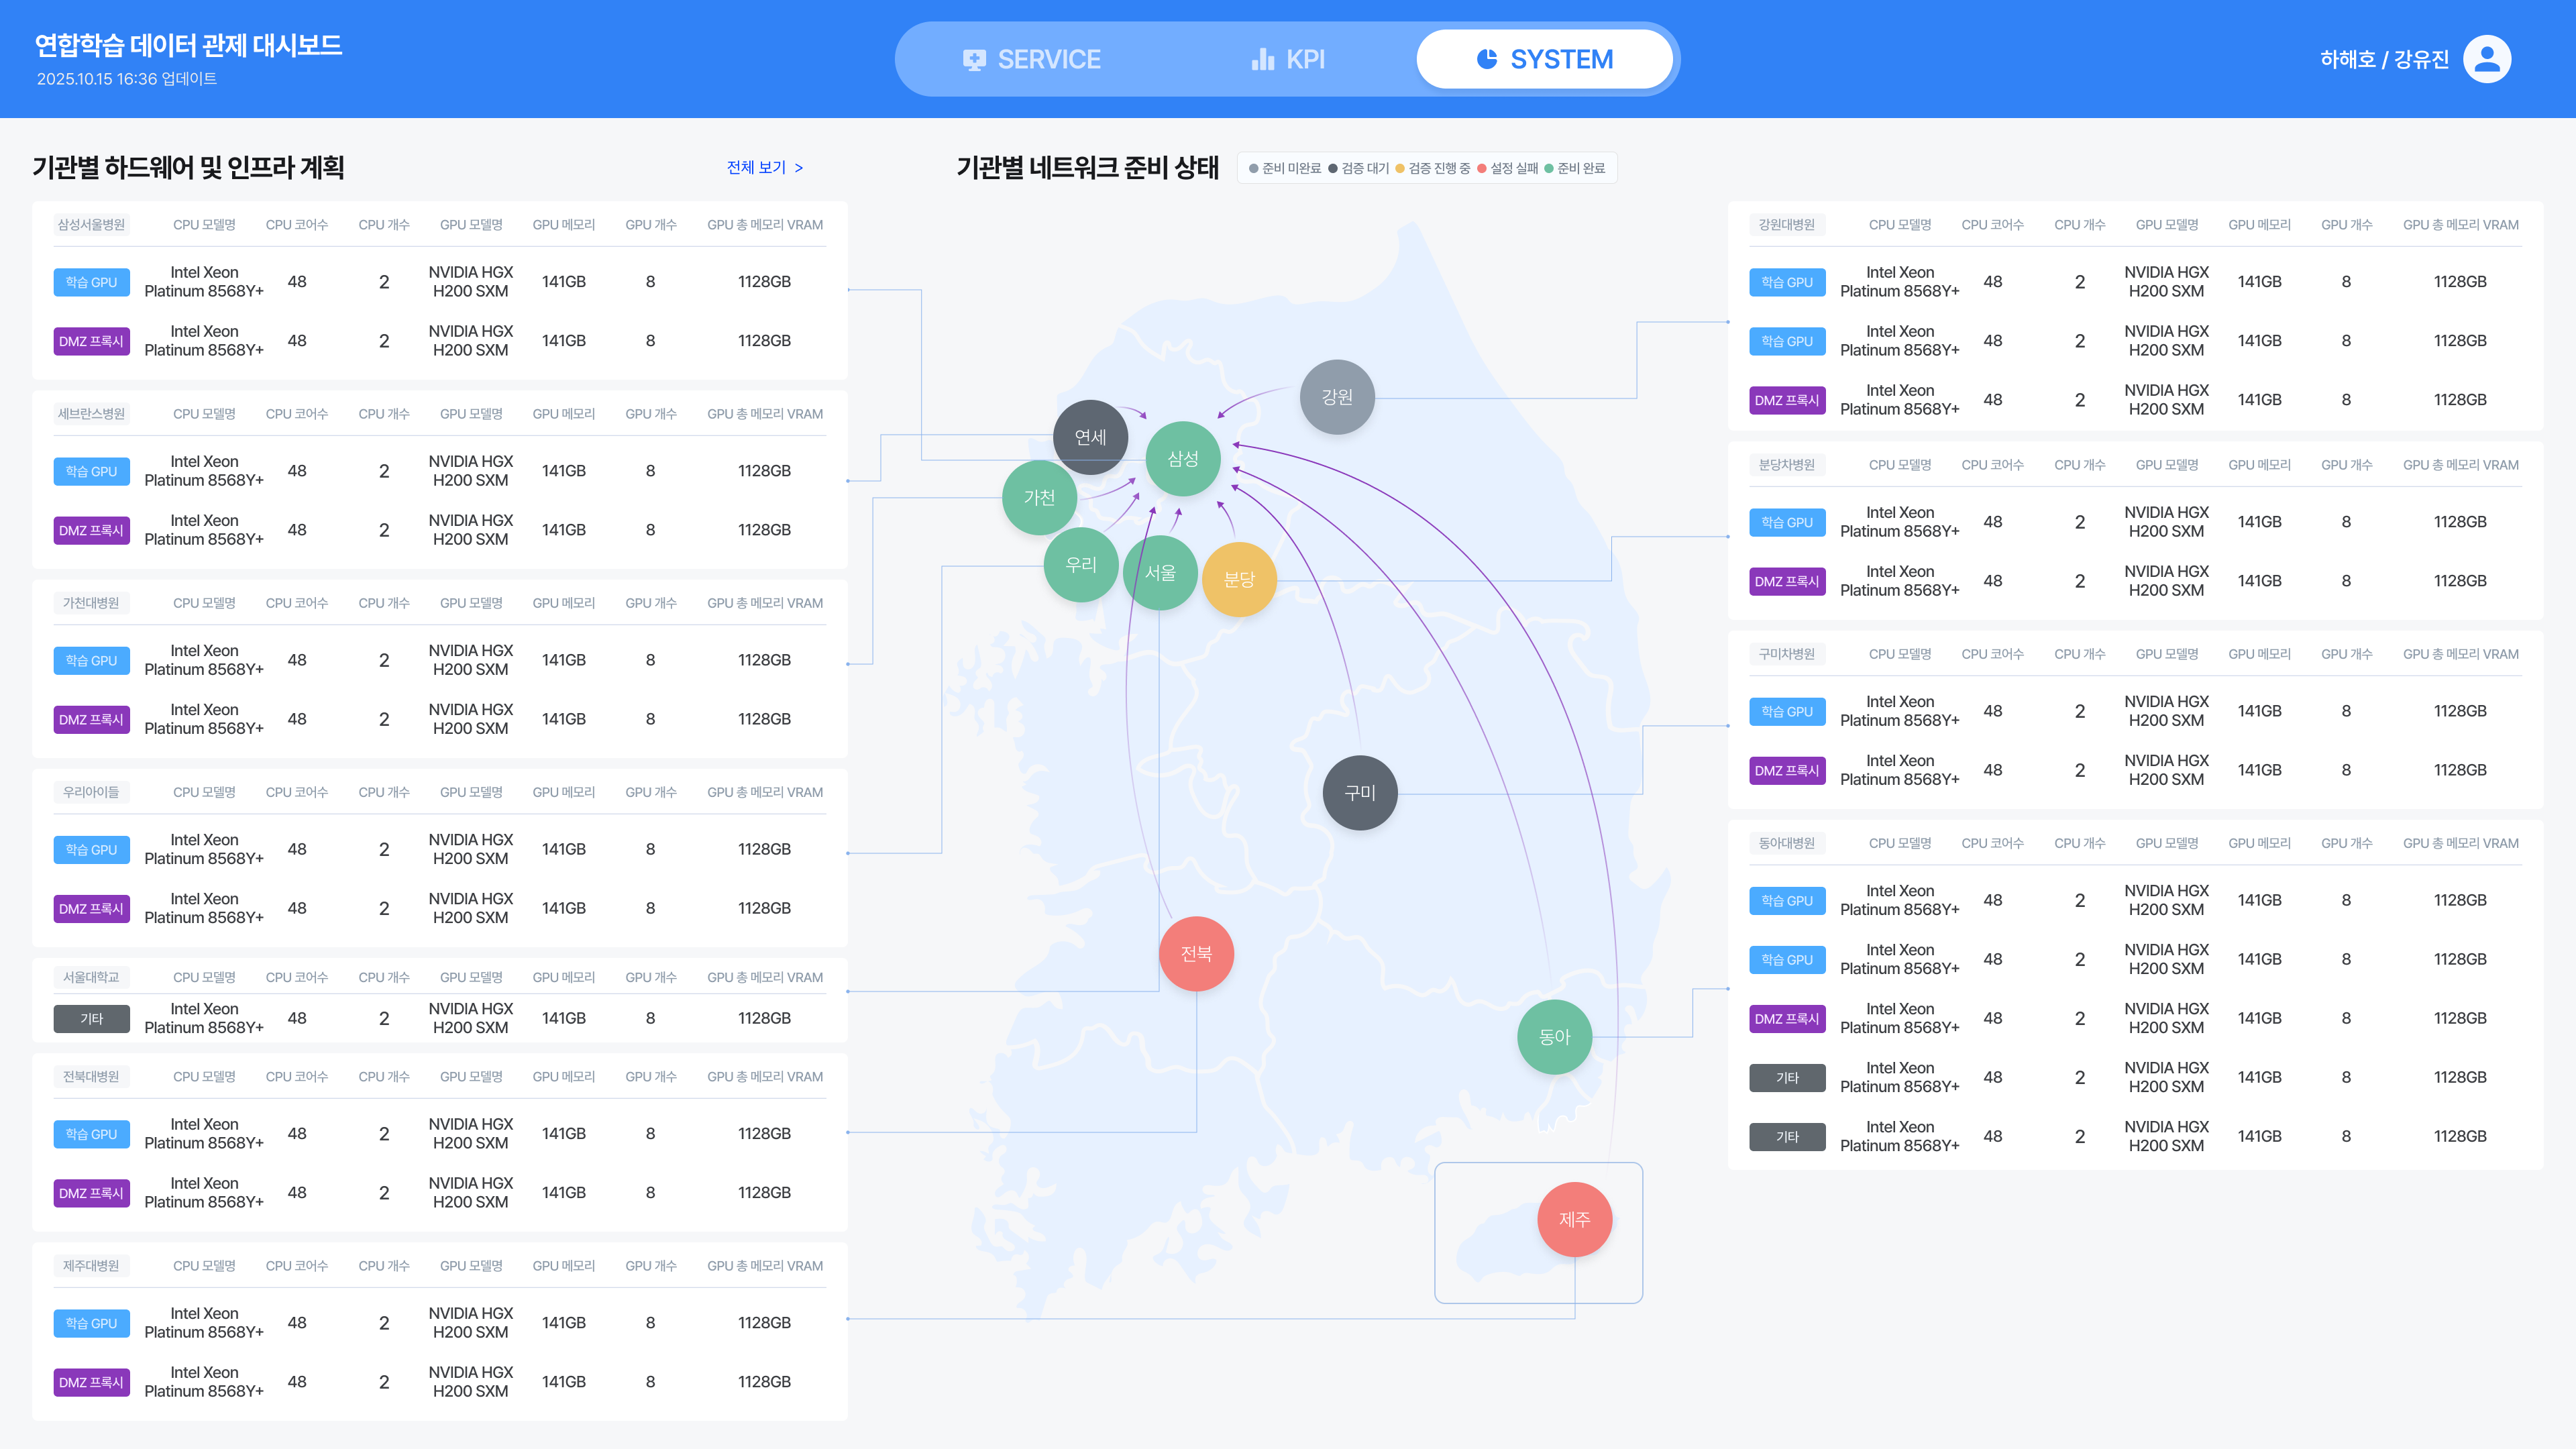 연합학습 데이터 관제 대시보드
2025.10.15 16:36 업데이트
SERVICE
KPI
SYSTEM
하해호 / 강유진
기관별 하드웨어 및 인프라 계획
전체 보기 >
삼성서울병원 CPU 모델명 CPU 코어수 CPU 개수 GPU 모델명 GPU 메모리 GPU 개수 GPU 총 메모리 VRAM
학습 GPU Intel Xeon Platinum 8568Y+ 48 2 NVIDIA HGX H200 SXM 141GB 8 1128GB
DMZ 프록시 Intel Xeon Platinum 8568Y+ 48 2 NVIDIA HGX H200 SXM 141GB 8 1128GB
세브란스병원 CPU 모델명 CPU 코어수 CPU 개수 GPU 모델명 GPU 메모리 GPU 개수 GPU 총 메모리 VRAM
학습 GPU Intel Xeon Platinum 8568Y+ 48 2 NVIDIA HGX H200 SXM 141GB 8 1128GB
DMZ 프록시 Intel Xeon Platinum 8568Y+ 48 2 NVIDIA HGX H200 SXM 141GB 8 1128GB
가천대병원 CPU 모델명 CPU 코어수 CPU 개수 GPU 모델명 GPU 메모리 GPU 개수 GPU 총 메모리 VRAM
학습 GPU Intel Xeon Platinum 8568Y+ 48 2 NVIDIA HGX H200 SXM 141GB 8 1128GB
DMZ 프록시 Intel Xeon Platinum 8568Y+ 48 2 NVIDIA HGX H200 SXM 141GB 8 1128GB
우리아이들 CPU 모델명 CPU 코어수 CPU 개수 GPU 모델명 GPU 메모리 GPU 개수 GPU 총 메모리 VRAM
학습 GPU Intel Xeon Platinum 8568Y+ 48 2 NVIDIA HGX H200 SXM 141GB 8 1128GB
DMZ 프록시 Intel Xeon Platinum 8568Y+ 48 2 NVIDIA HGX H200 SXM 141GB 8 1128GB
서울대학교 CPU 모델명 CPU 코어수 CPU 개수 GPU 모델명 GPU 메모리 GPU 개수 GPU 총 메모리 VRAM
기타 Intel Xeon Platinum 8568Y+ 48 2 NVIDIA HGX H200 SXM 141GB 8 1128GB
전북대병원 CPU 모델명 CPU 코어수 CPU 개수 GPU 모델명 GPU 메모리 GPU 개수 GPU 총 메모리 VRAM
학습 GPU Intel Xeon Platinum 8568Y+ 48 2 NVIDIA HGX H200 SXM 141GB 8 1128GB
DMZ 프록시 Intel Xeon Platinum 8568Y+ 48 2 NVIDIA HGX H200 SXM 141GB 8 1128GB
제주대병원 CPU 모델명 CPU 코어수 CPU 개수 GPU 모델명 GPU 메모리 GPU 개수 GPU 총 메모리 VRAM
학습 GPU Intel Xeon Platinum 8568Y+ 48 2 NVIDIA HGX H200 SXM 141GB 8 1128GB
DMZ 프록시 Intel Xeon Platinum 8568Y+ 48 2 NVIDIA HGX H200 SXM 141GB 8 1128GB
기관별 네트워크 준비 상태
준비 미완료 검증 대기 검증 진행 중 설정 실패 준비 완료
강원
연세
삼성
가천
우리
서울
분당
구미
전북
동아
제주
강원대병원 CPU 모델명 CPU 코어수 CPU 개수 GPU 모델명 GPU 메모리 GPU 개수 GPU 총 메모리 VRAM
학습 GPU Intel Xeon Platinum 8568Y+ 48 2 NVIDIA HGX H200 SXM 141GB 8 1128GB
학습 GPU Intel Xeon Platinum 8568Y+ 48 2 NVIDIA HGX H200 SXM 141GB 8 1128GB
DMZ 프록시 Intel Xeon Platinum 8568Y+ 48 2 NVIDIA HGX H200 SXM 141GB 8 1128GB
분당차병원 CPU 모델명 CPU 코어수 CPU 개수 GPU 모델명 GPU 메모리 GPU 개수 GPU 총 메모리 VRAM
학습 GPU Intel Xeon Platinum 8568Y+ 48 2 NVIDIA HGX H200 SXM 141GB 8 1128GB
DMZ 프록시 Intel Xeon Platinum 8568Y+ 48 2 NVIDIA HGX H200 SXM 141GB 8 1128GB
구미차병원 CPU 모델명 CPU 코어수 CPU 개수 GPU 모델명 GPU 메모리 GPU 개수 GPU 총 메모리 VRAM
학습 GPU Intel Xeon Platinum 8568Y+ 48 2 NVIDIA HGX H200 SXM 141GB 8 1128GB
DMZ 프록시 Intel Xeon Platinum 8568Y+ 48 2 NVIDIA HGX H200 SXM 141GB 8 1128GB
동아대병원 CPU 모델명 CPU 코어수 CPU 개수 GPU 모델명 GPU 메모리 GPU 개수 GPU 총 메모리 VRAM
학습 GPU Intel Xeon Platinum 8568Y+ 48 2 NVIDIA HGX H200 SXM 141GB 8 1128GB
학습 GPU Intel Xeon Platinum 8568Y+ 48 2 NVIDIA HGX H200 SXM 141GB 8 1128GB
DMZ 프록시 Intel Xeon Platinum 8568Y+ 48 2 NVIDIA HGX H200 SXM 141GB 8 1128GB
기타 Intel Xeon Platinum 8568Y+ 48 2 NVIDIA HGX H200 SXM 141GB 8 1128GB
기타 Intel Xeon Platinum 8568Y+ 48 2 NVIDIA HGX H200 SXM 141GB 8 1128GB